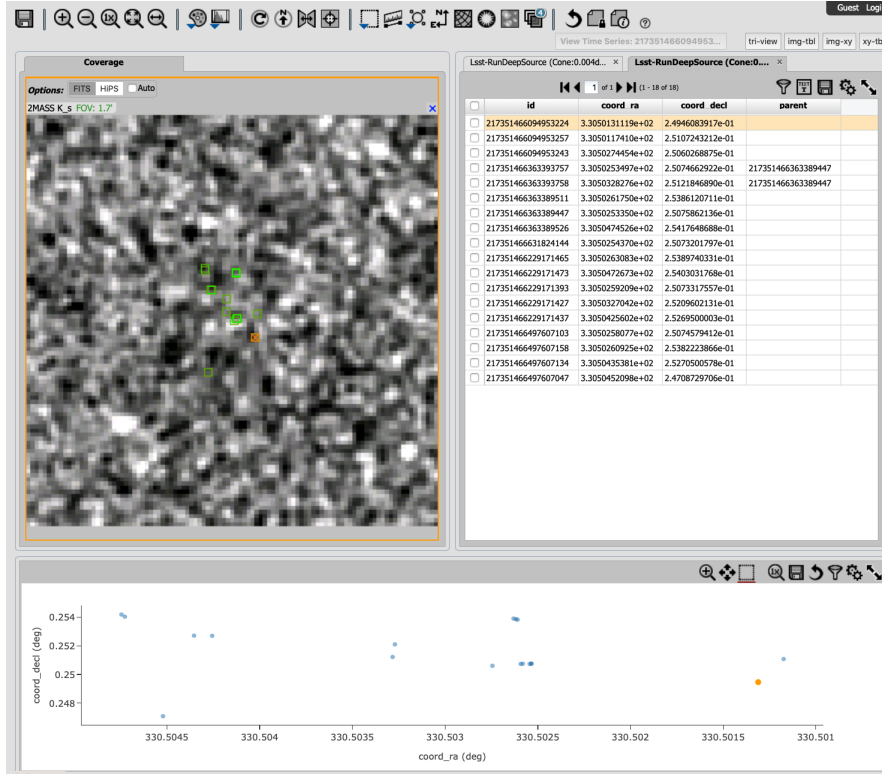 Guest Logi
View Time Series: 217351466094953... tri-view img-tbl img-xy xy-tb
Coverage
Options: FITS HiPS Auto
2MASS K_s FOV: 1.7'
Lsst-RunDeepSource (Cone:0.004d... × Lsst-RunDeepSource (Cone:0.... ×
1 of 1 (1 - 18 of 18)
id coord_ra coord_decl parent
217351466094953224 3.3050131119e+02 2.4946083917e-01
217351466094953257 3.3050117410e+02 2.5107243212e-01
217351466094953243 3.3050274454e+02 2.5060268875e-01
217351466363393757 3.3050253497e+02 2.5074662922e-01 217351466363389447
217351466363393758 3.3050328276e+02 2.5121846890e-01 217351466363389447
217351466363389511 3.3050261750e+02 2.5386120711e-01
217351466363389447 3.3050253350e+02 2.5075862136e-01
217351466363389526 3.3050474526e+02 2.5417648688e-01
217351466631824144 3.3050254370e+02 2.5073201797e-01
217351466229171465 3.3050263083e+02 2.5389740331e-01
217351466229171473 3.3050472673e+02 2.5403031768e-01
217351466229171393 3.3050259209e+02 2.5073317557e-01
217351466229171427 3.3050327042e+02 2.5209602131e-01
217351466229171437 3.3050425602e+02 2.5269500003e-01
217351466497607103 3.3050258077e+02 2.5074579412e-01
217351466497607158 3.3050260925e+02 2.5382223866e-01
217351466497607134 3.3050435381e+02 2.5270500578e-01
217351466497607047 3.3050452098e+02 2.4708729706e-01
0.254
0.252
0.25
0.248
coord_decl (deg)
330.5045 330.504 330.5035 330.503 330.5025 330.502 330.5015 330.501
coord_ra (deg)